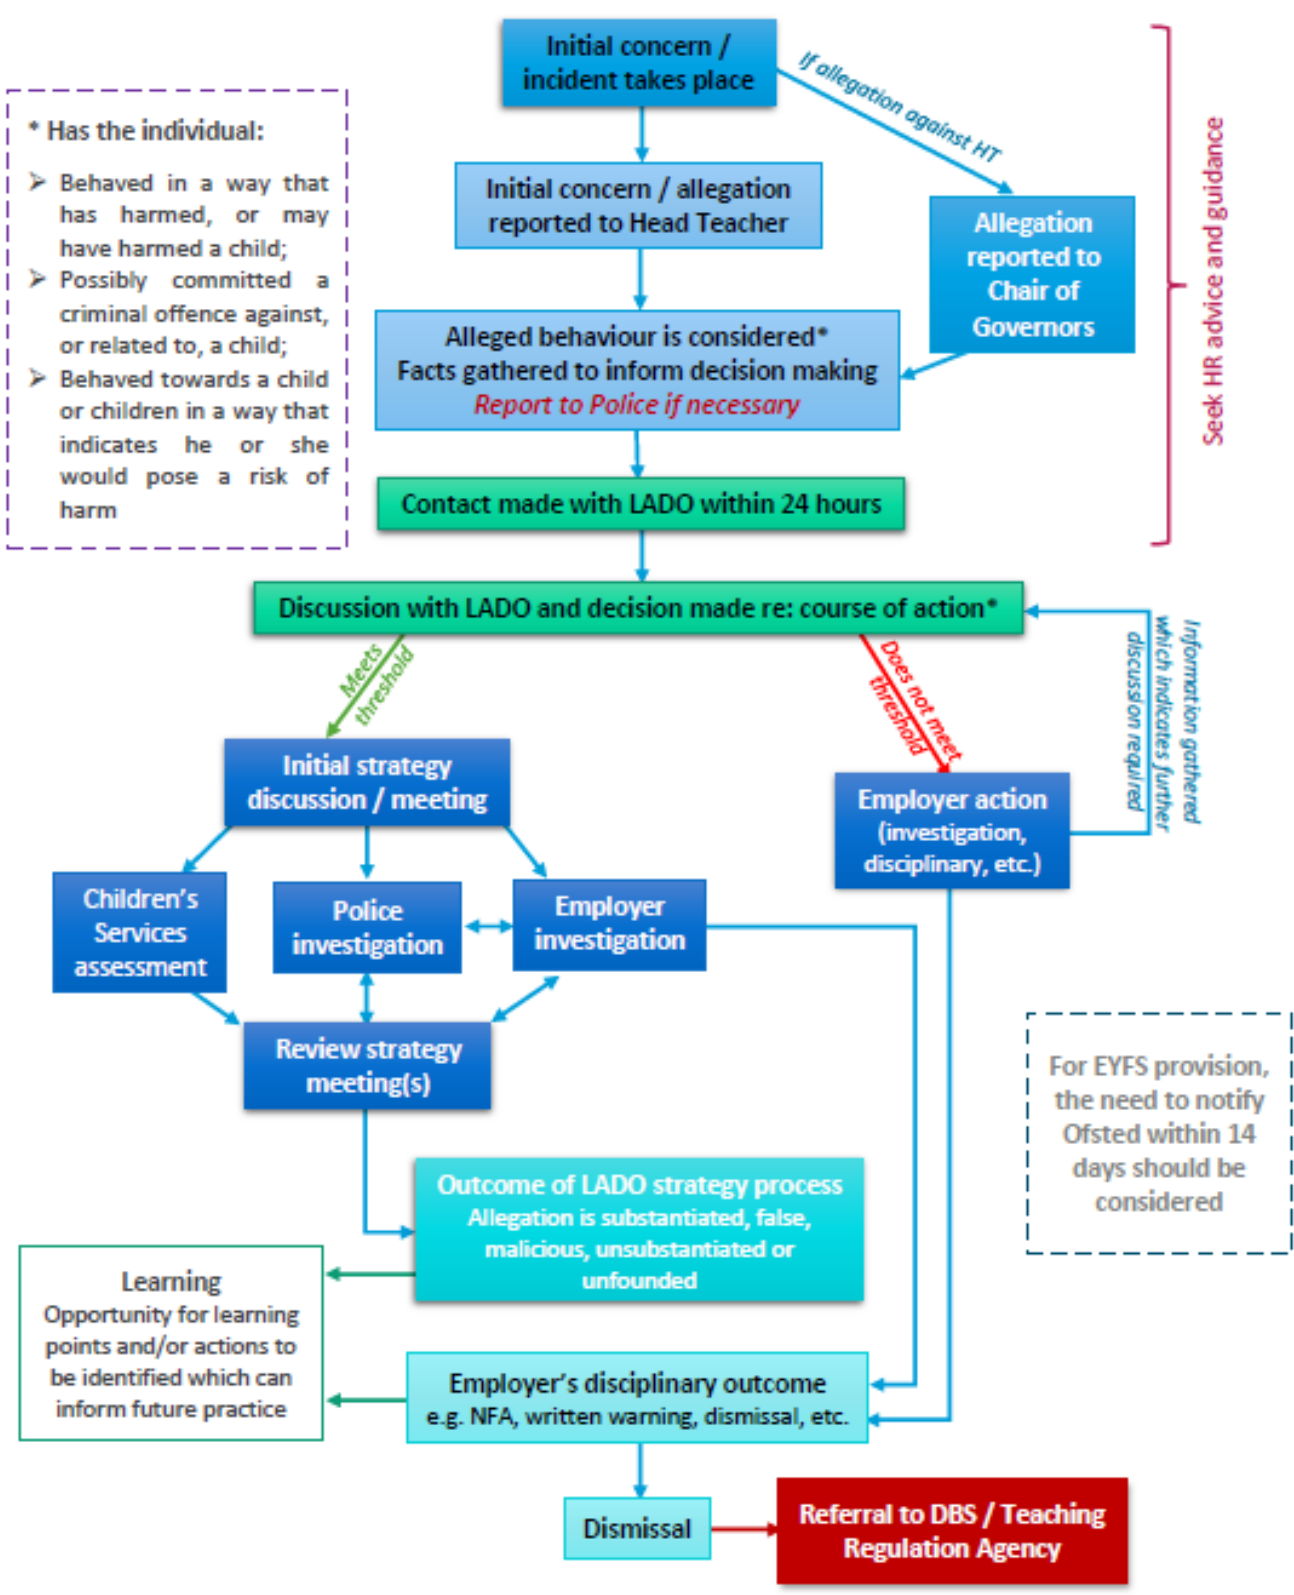 Initial concern /
incident takes place
If allegation against HT
* Has the individual:
➢ Behaved in a way that
has harmed, or may
have harmed a child;
➢ Possibly committed a
criminal offence against,
or related to, a child;
➢ Behaved towards a child
or children in a way that
indicates he or she
would pose a risk of
harm
Initial concern / allegation
reported to Head Teacher
Allegation
reported to
Chair of
Governors
Seek HR advice and guidance
Alleged behaviour is considered*
Facts gathered to inform decision making
Report to Police if necessary
Contact made with LADO within 24 hours
Discussion with LADO and decision made re: course of action*
Meets
threshold
Does not meet
threshold
Information gathered
which indicates further
discussion required
Initial strategy
discussion / meeting
Employer action
(investigation,
disciplinary, etc.)
Children's
Services
assessment
Police
investigation
Employer
investigation
Review strategy
meeting(s)
For EYFS provision,
the need to notify
Ofsted within 14
days should be
considered
Outcome of LADO strategy process
Allegation is substantiated, false,
malicious, unsubstantiated or
unfounded
Learning
Opportunity for learning
points and/or actions to
be identified which can
inform future practice
Employer's disciplinary outcome
e.g. NFA, written warning, dismissal, etc.
Dismissal
Referral to DBS / Teaching
Regulation Agency